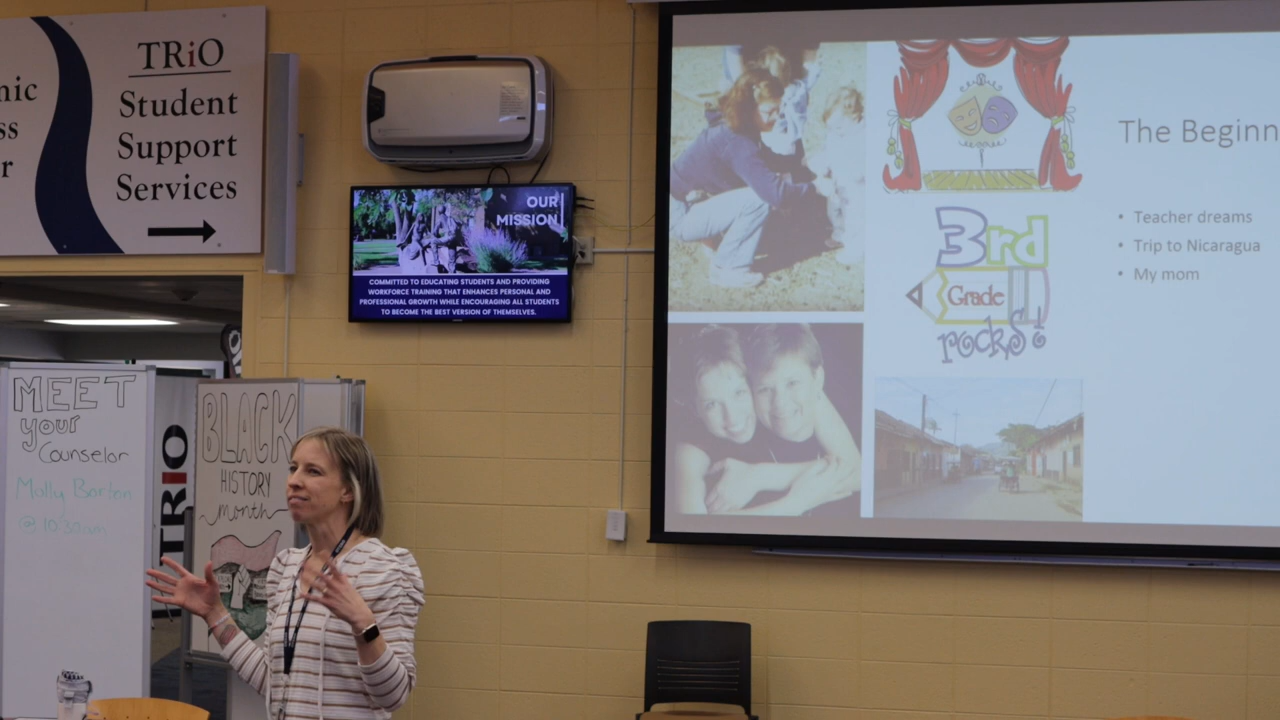 nic
ss
r
TRiO
Student
Support
Services
OUR
MISSION
COMMITTED TO EDUCATING STUDENTS AND PROVIDING
WORKFORCE TRAINING THAT ENHANCES PERSONAL AND
PROFESSIONAL GROWTH WHILE ENCOURAGING ALL STUDENTS
TO BECOME THE BEST VERSION OF THEMSELVES.
MEET
your
Counselor
Molly Borton
@ 10:30am
TRiO
BLACK
HISTORY
month
3rd
Grade
rocks!
The Beginn
• Teacher dreams
• Trip to Nicaragua
• My mom